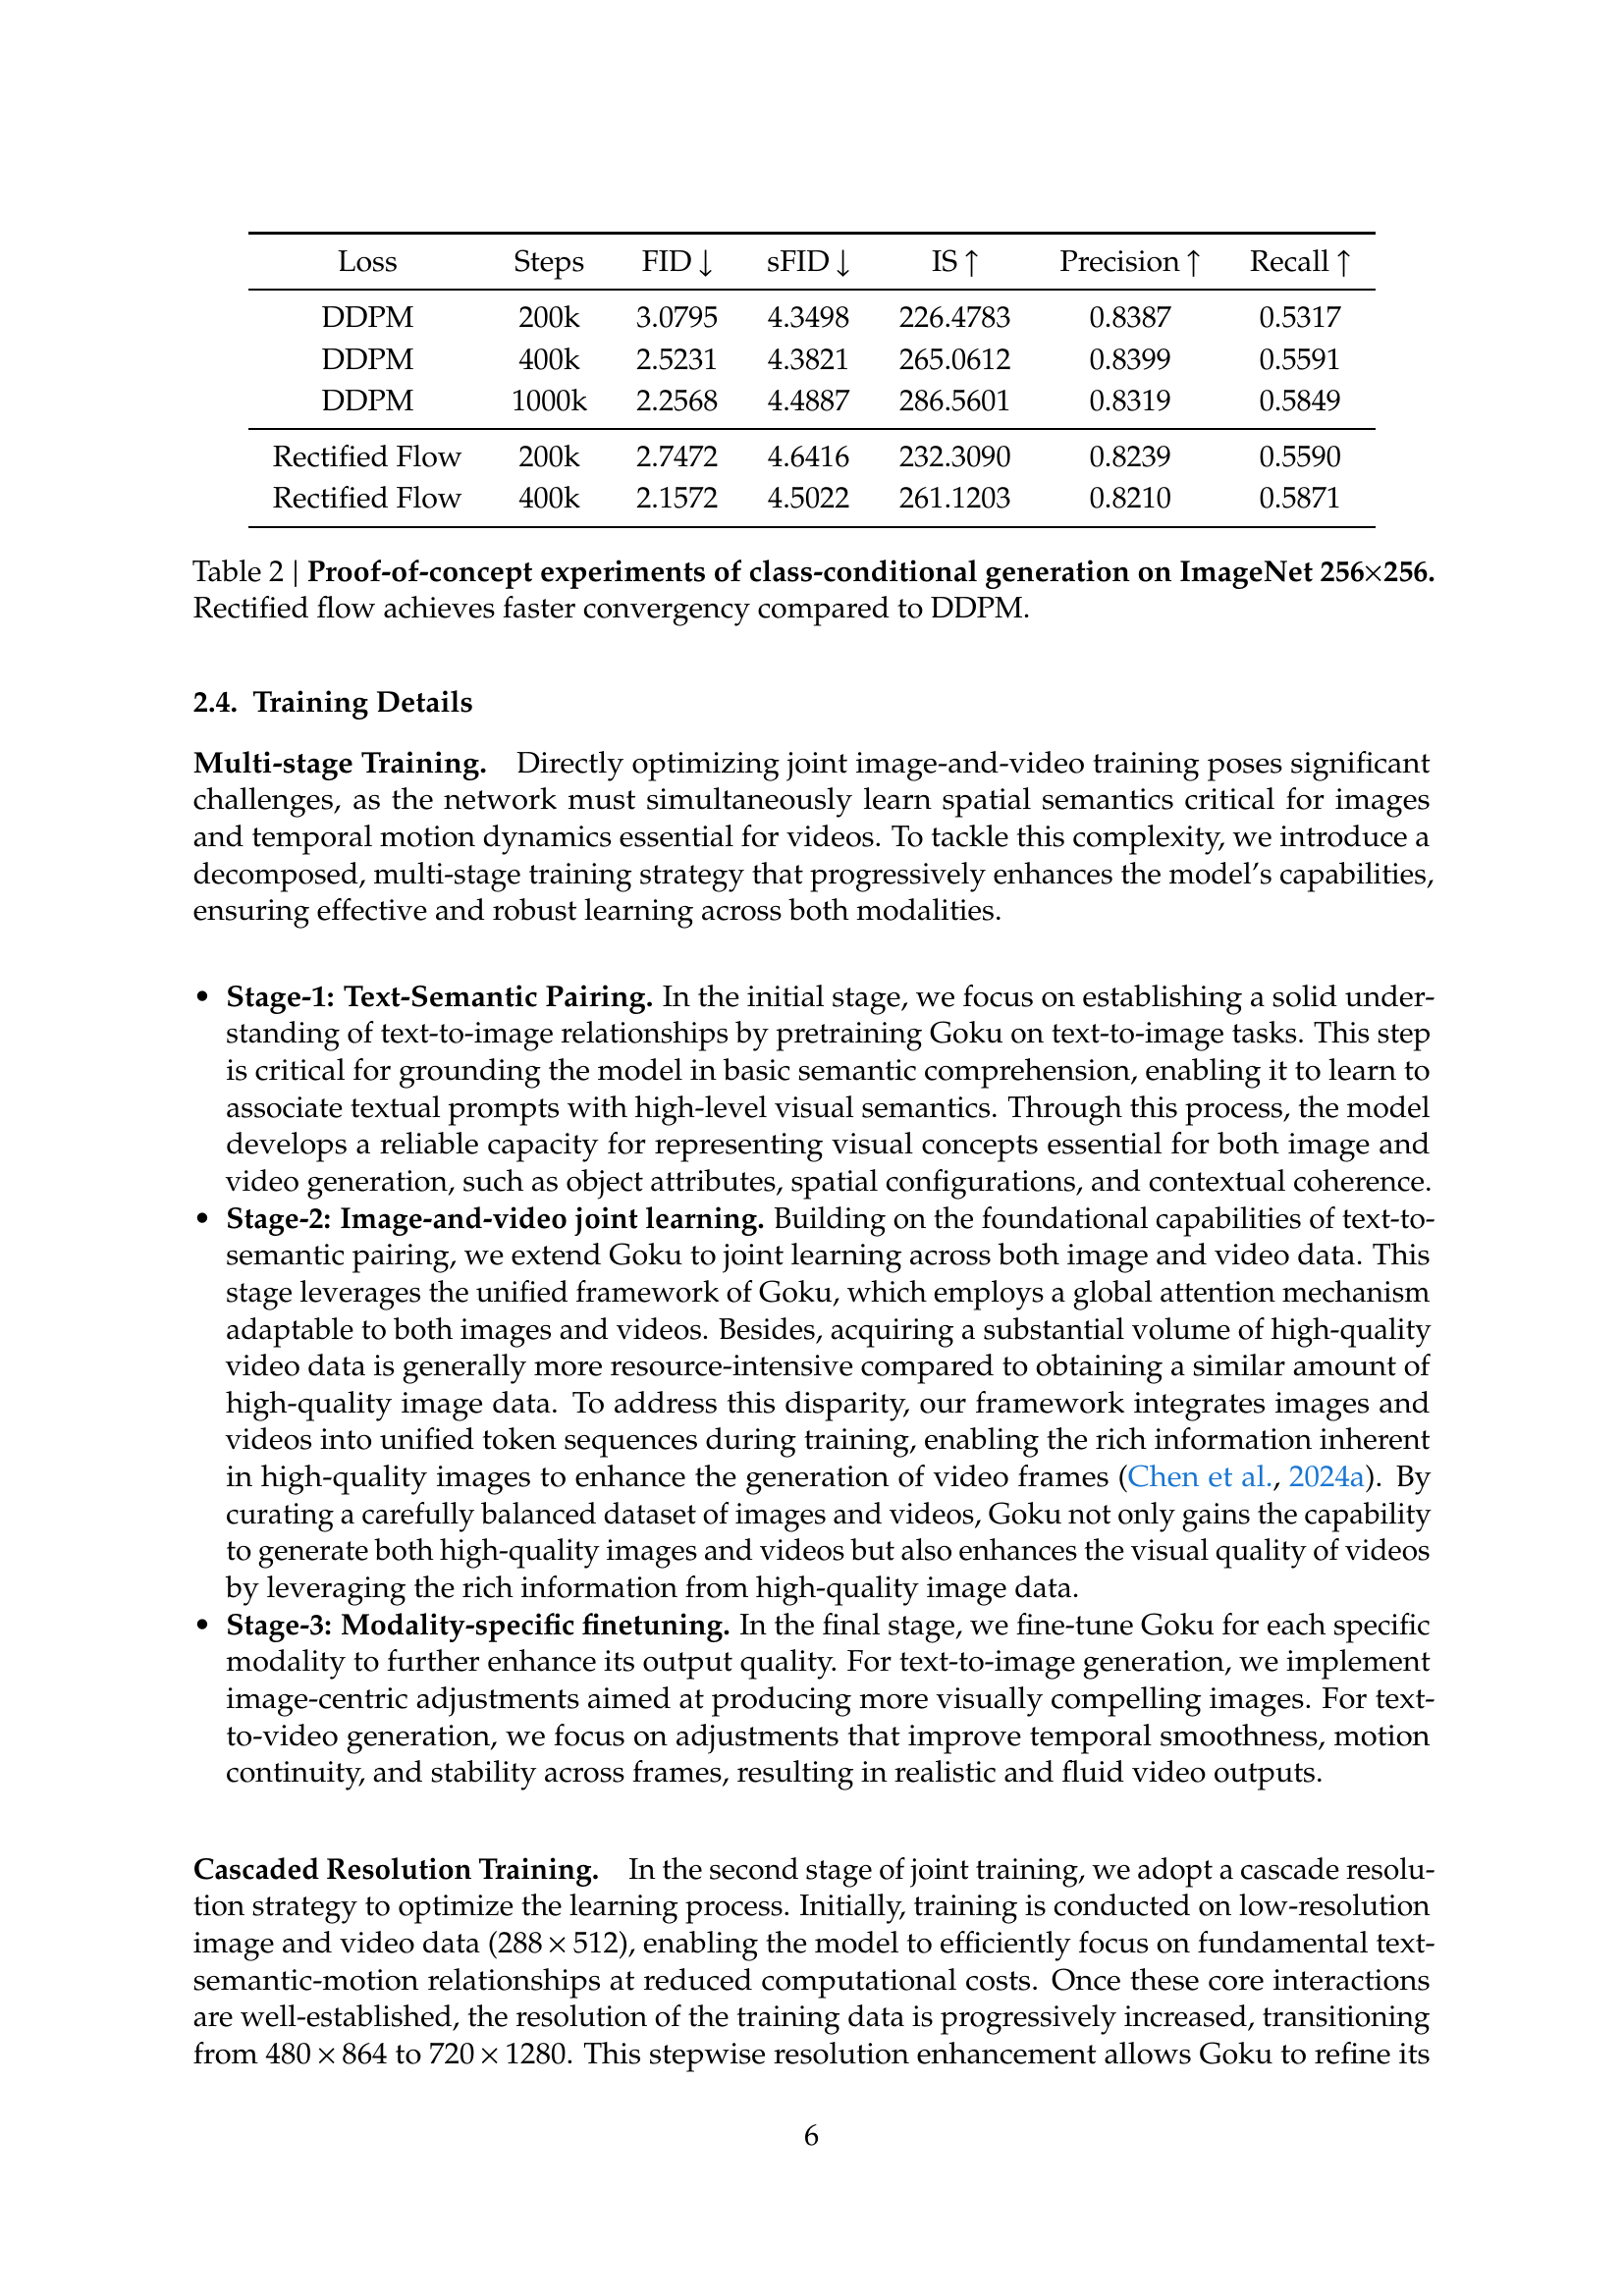 Loss Steps FID ↓ sFID ↓ IS ↑ Precision ↑ Recall ↑
DDPM 200k 3.0795 4.3498 226.4783 0.8387 0.5317
DDPM 400k 2.5231 4.3821 265.0612 0.8399 0.5591
DDPM 1000k 2.2568 4.4887 286.5601 0.8319 0.5849
Rectified Flow 200k 2.7472 4.6416 232.3090 0.8239 0.5590
Rectified Flow 400k 2.1572 4.5022 261.1203 0.8210 0.5871
Table 2 | Proof-of-concept experiments of class-conditional generation on ImageNet 256×256.
Rectified flow achieves faster convergency compared to DDPM.
2.4. Training Details
Multi-stage Training. Directly optimizing joint image-and-video training poses significant
challenges, as the network must simultaneously learn spatial semantics critical for images
and temporal motion dynamics essential for videos. To tackle this complexity, we introduce a
decomposed, multi-stage training strategy that progressively enhances the model's capabilities,
ensuring effective and robust learning across both modalities.
• Stage-1: Text-Semantic Pairing. In the initial stage, we focus on establishing a solid under-
standing of text-to-image relationships by pretraining Goku on text-to-image tasks. This step
is critical for grounding the model in basic semantic comprehension, enabling it to learn to
associate textual prompts with high-level visual semantics. Through this process, the model
develops a reliable capacity for representing visual concepts essential for both image and
video generation, such as object attributes, spatial configurations, and contextual coherence.
• Stage-2: Image-and-video joint learning. Building on the foundational capabilities of text-to-
semantic pairing, we extend Goku to joint learning across both image and video data. This
stage leverages the unified framework of Goku, which employs a global attention mechanism
adaptable to both images and videos. Besides, acquiring a substantial volume of high-quality
video data is generally more resource-intensive compared to obtaining a similar amount of
high-quality image data. To address this disparity, our framework integrates images and
videos into unified token sequences during training, enabling the rich information inherent
in high-quality images to enhance the generation of video frames (Chen et al., 2024a). By
curating a carefully balanced dataset of images and videos, Goku not only gains the capability
to generate both high-quality images and videos but also enhances the visual quality of videos
by leveraging the rich information from high-quality image data.
• Stage-3: Modality-specific finetuning. In the final stage, we fine-tune Goku for each specific
modality to further enhance its output quality. For text-to-image generation, we implement
image-centric adjustments aimed at producing more visually compelling images. For text-
to-video generation, we focus on adjustments that improve temporal smoothness, motion
continuity, and stability across frames, resulting in realistic and fluid video outputs.
Cascaded Resolution Training. In the second stage of joint training, we adopt a cascade resolu-
tion strategy to optimize the learning process. Initially, training is conducted on low-resolution
image and video data (288 × 512), enabling the model to efficiently focus on fundamental text-
semantic-motion relationships at reduced computational costs. Once these core interactions
are well-established, the resolution of the training data is progressively increased, transitioning
from 480 × 864 to 720 × 1280. This stepwise resolution enhancement allows Goku to refine its
6